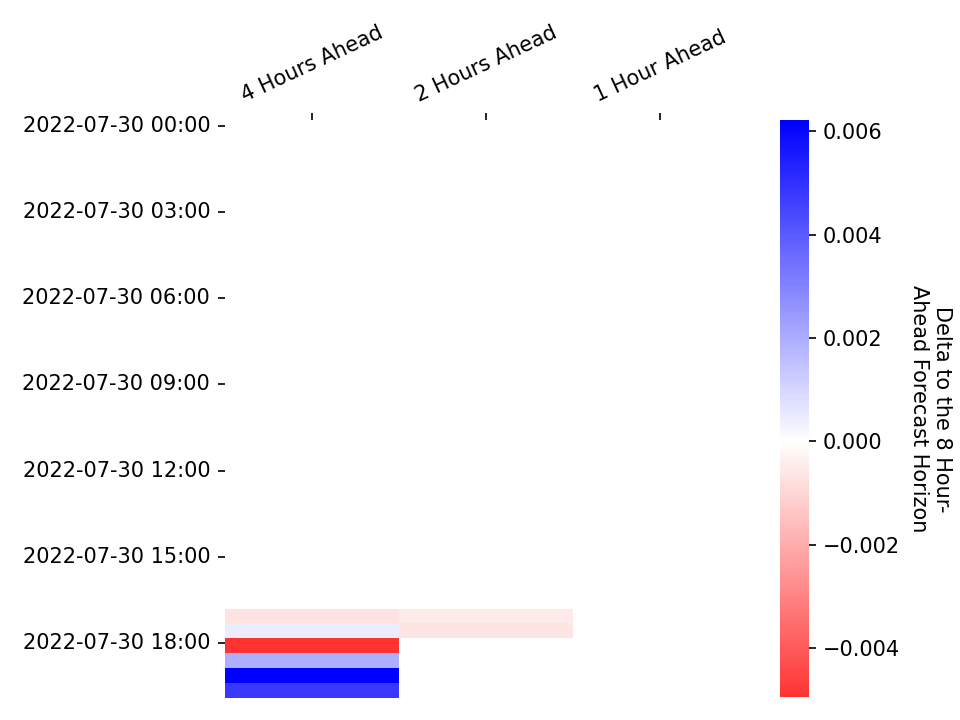 4 Hours Ahead
2 Hours Ahead
1 Hour Ahead
2022-07-30 00:00
2022-07-30 03:00
2022-07-30 06:00
2022-07-30 09:00
2022-07-30 12:00
2022-07-30 15:00
2022-07-30 18:00
0.006
0.004
0.002
0.000
−0.002
−0.004
Delta to the 8 Hour-
Ahead Forecast Horizon